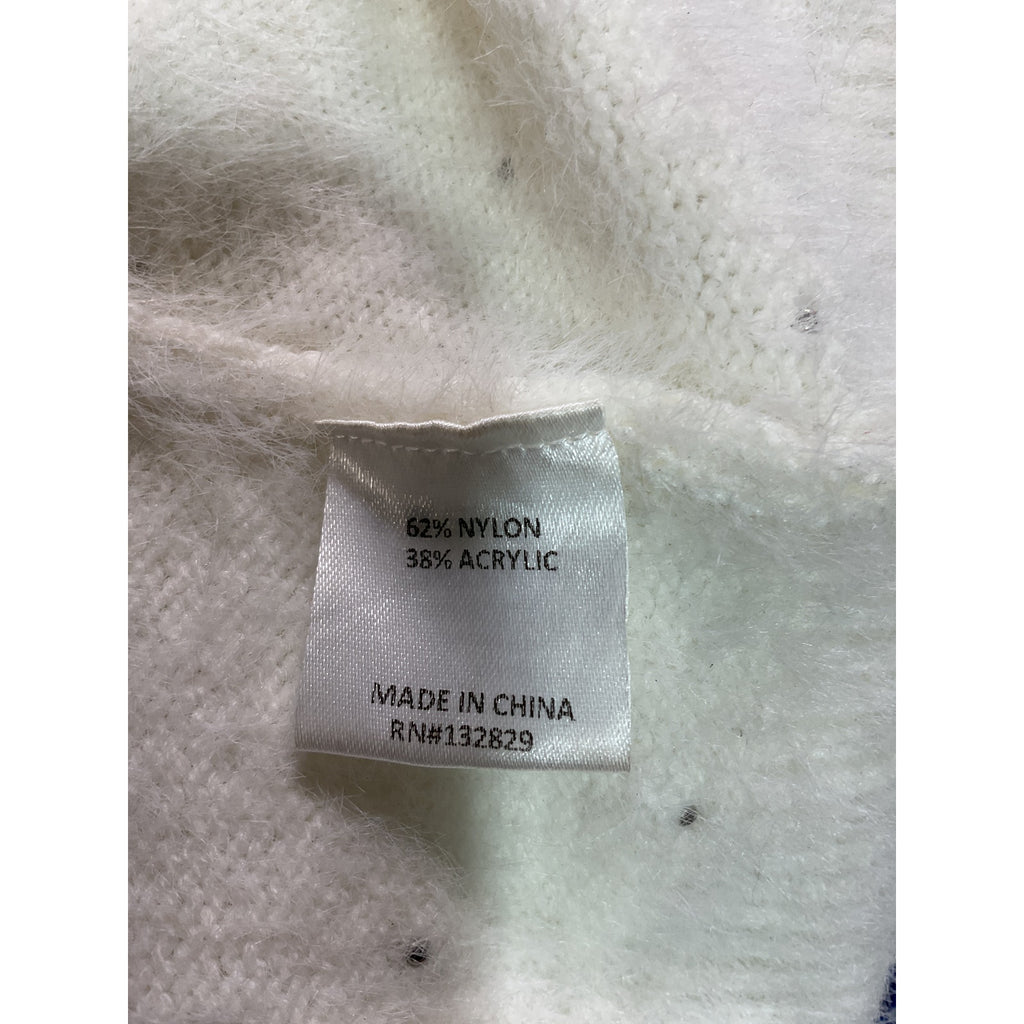 62% NYLON
38% ACRYLIC
MADE IN CHINA
RN#132829